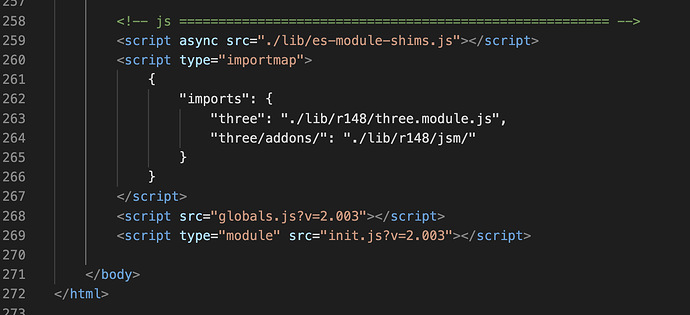 257
258 <!-- js ====================================================== -->
259 <script async src="./lib/es-module-shims.js"></script>
260 <script type="importmap">
261 {
262 "imports": {
263 "three": "./lib/r148/three.module.js",
264 "three/addons/": "./lib/r148/jsm/"
265 }
266 }
267 </script>
268 <script src="globals.js?v=2.003"></script>
269 <script type="module" src="init.js?v=2.003"></script>
270
271 </body>
272 </html>
273